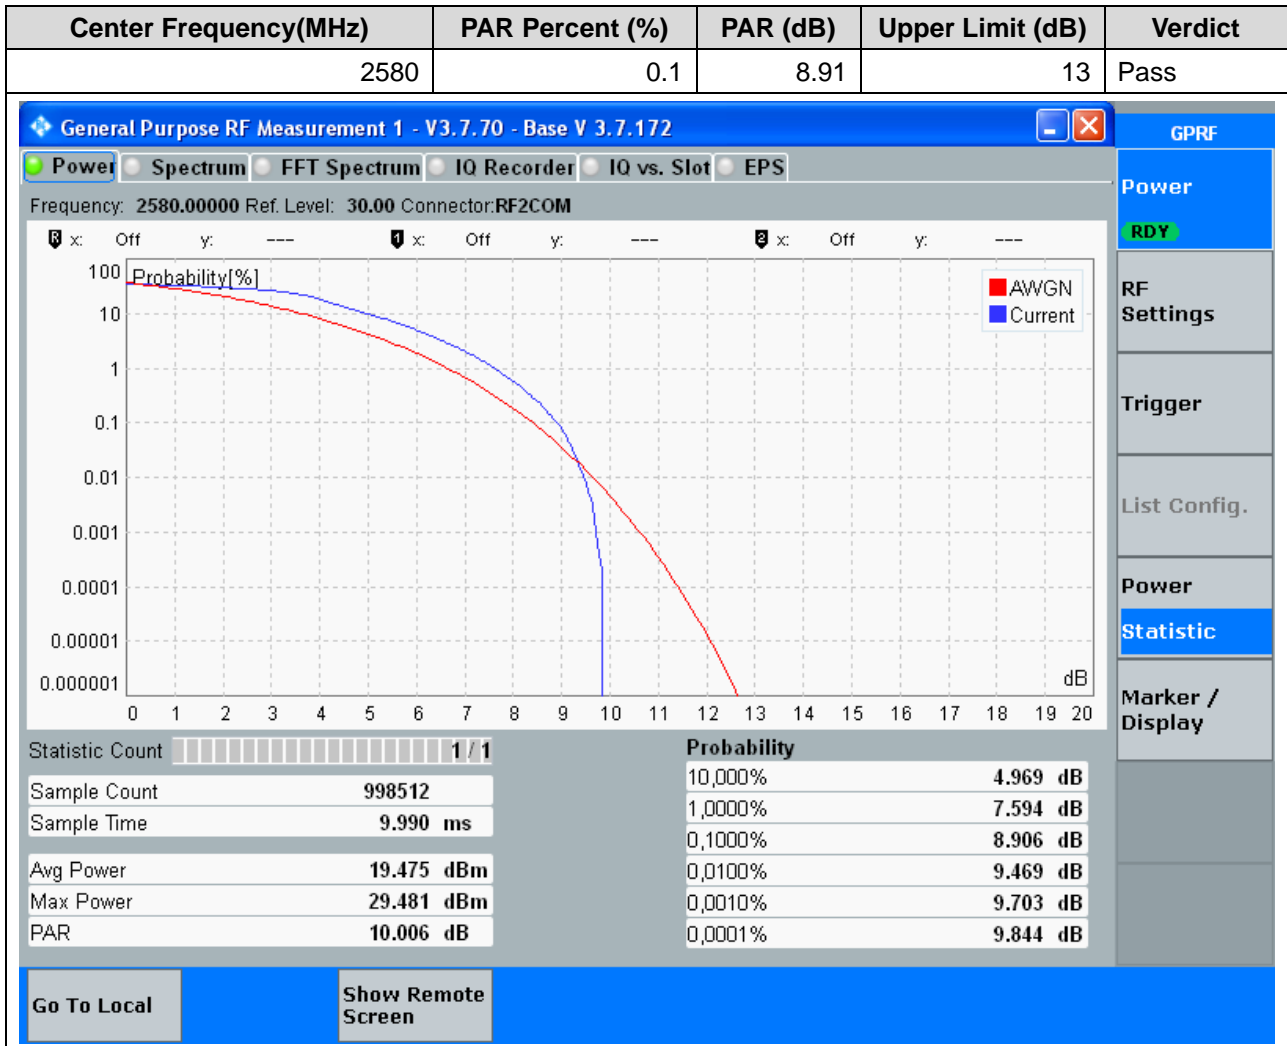 Center Frequency(MHz) PAR Percent (%) PAR (dB) Upper Limit (dB) Verdict
2580 0.1 8.91 13 Pass
General Purpose RF Measurement 1 - V3.7.70 - Base V 3.7.172
GPRF
Power Spectrum FFT Spectrum IQ Recorder IQ vs. Slot EPS
Frequency: 2580.00000 Ref. Level: 30.00 Connector:RF2COM
R x: Off y: --- 1 x: Off y: --- 2 x: Off y: ---
Probability[%]
AWGN
Current
100
10
1
0.1
0.01
0.001
0.0001
0.00001
0.000001
dB
0 1 2 3 4 5 6 7 8 9 10 11 12 13 14 15 16 17 18 19 20
Statistic Count 1 / 1
Sample Count 998512
Sample Time 9.990 ms
Avg Power 19.475 dBm
Max Power 29.481 dBm
PAR 10.006 dB
Probability
10,000% 4.969 dB
1,0000% 7.594 dB
0,1000% 8.906 dB
0,0100% 9.469 dB
0,0010% 9.703 dB
0,0001% 9.844 dB
Power
RDY
RF
Settings
Trigger
List Config.
Power
Statistic
Marker /
Display
Go To Local
Show Remote
Screen